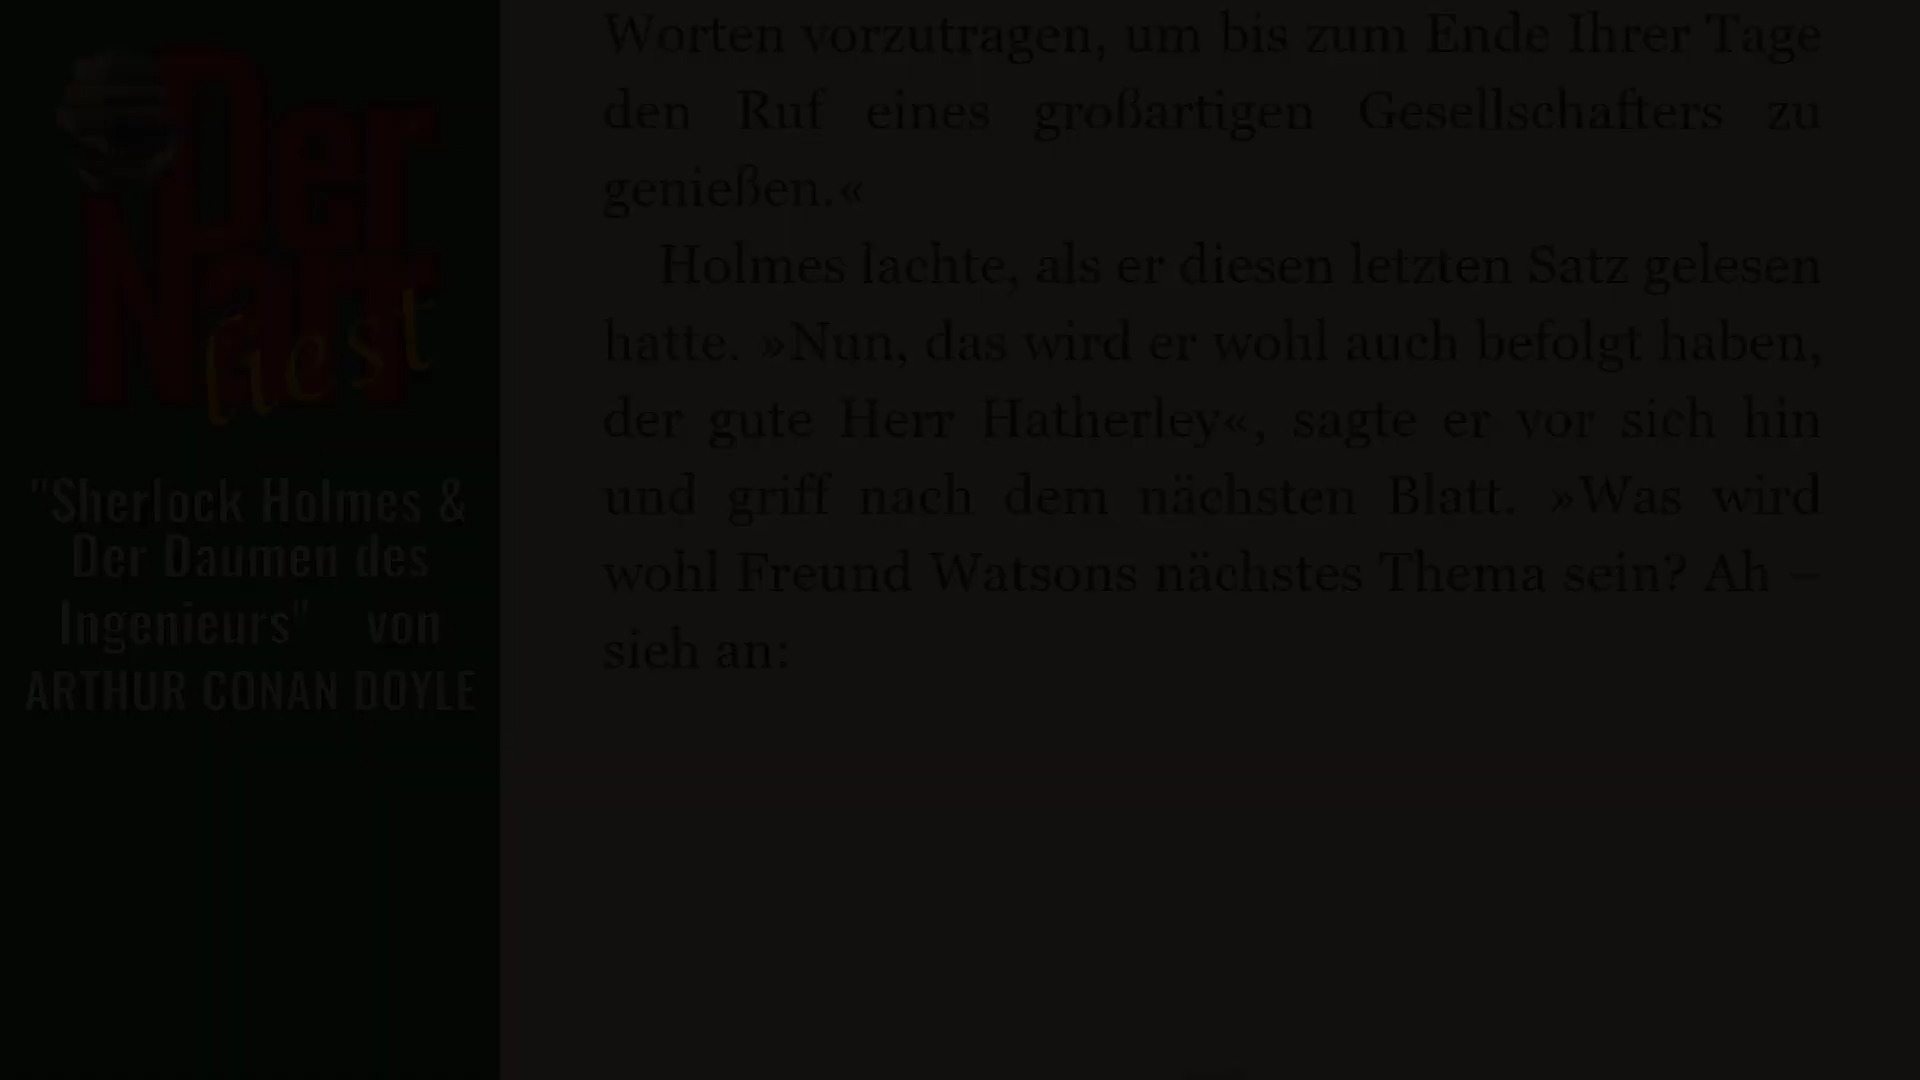 Der
Narr
liest
"Sherlock Holmes &
Der Daumen des
Ingenieurs" von
ARTHUR CONAN DOYLE
Worten vorzutragen, um bis zum Ende Ihrer Tage
den Ruf eines großartigen Gesellschafters zu
genießen.«
Holmes lachte, als er diesen letzten Satz gelesen
hatte. »Nun, das wird er wohl auch befolgt haben,
der gute Herr Hatherley«, sagte er vor sich hin
und griff nach dem nächsten Blatt. »Was wird
wohl Freund Watsons nächstes Thema sein? Ah –
sieh an: